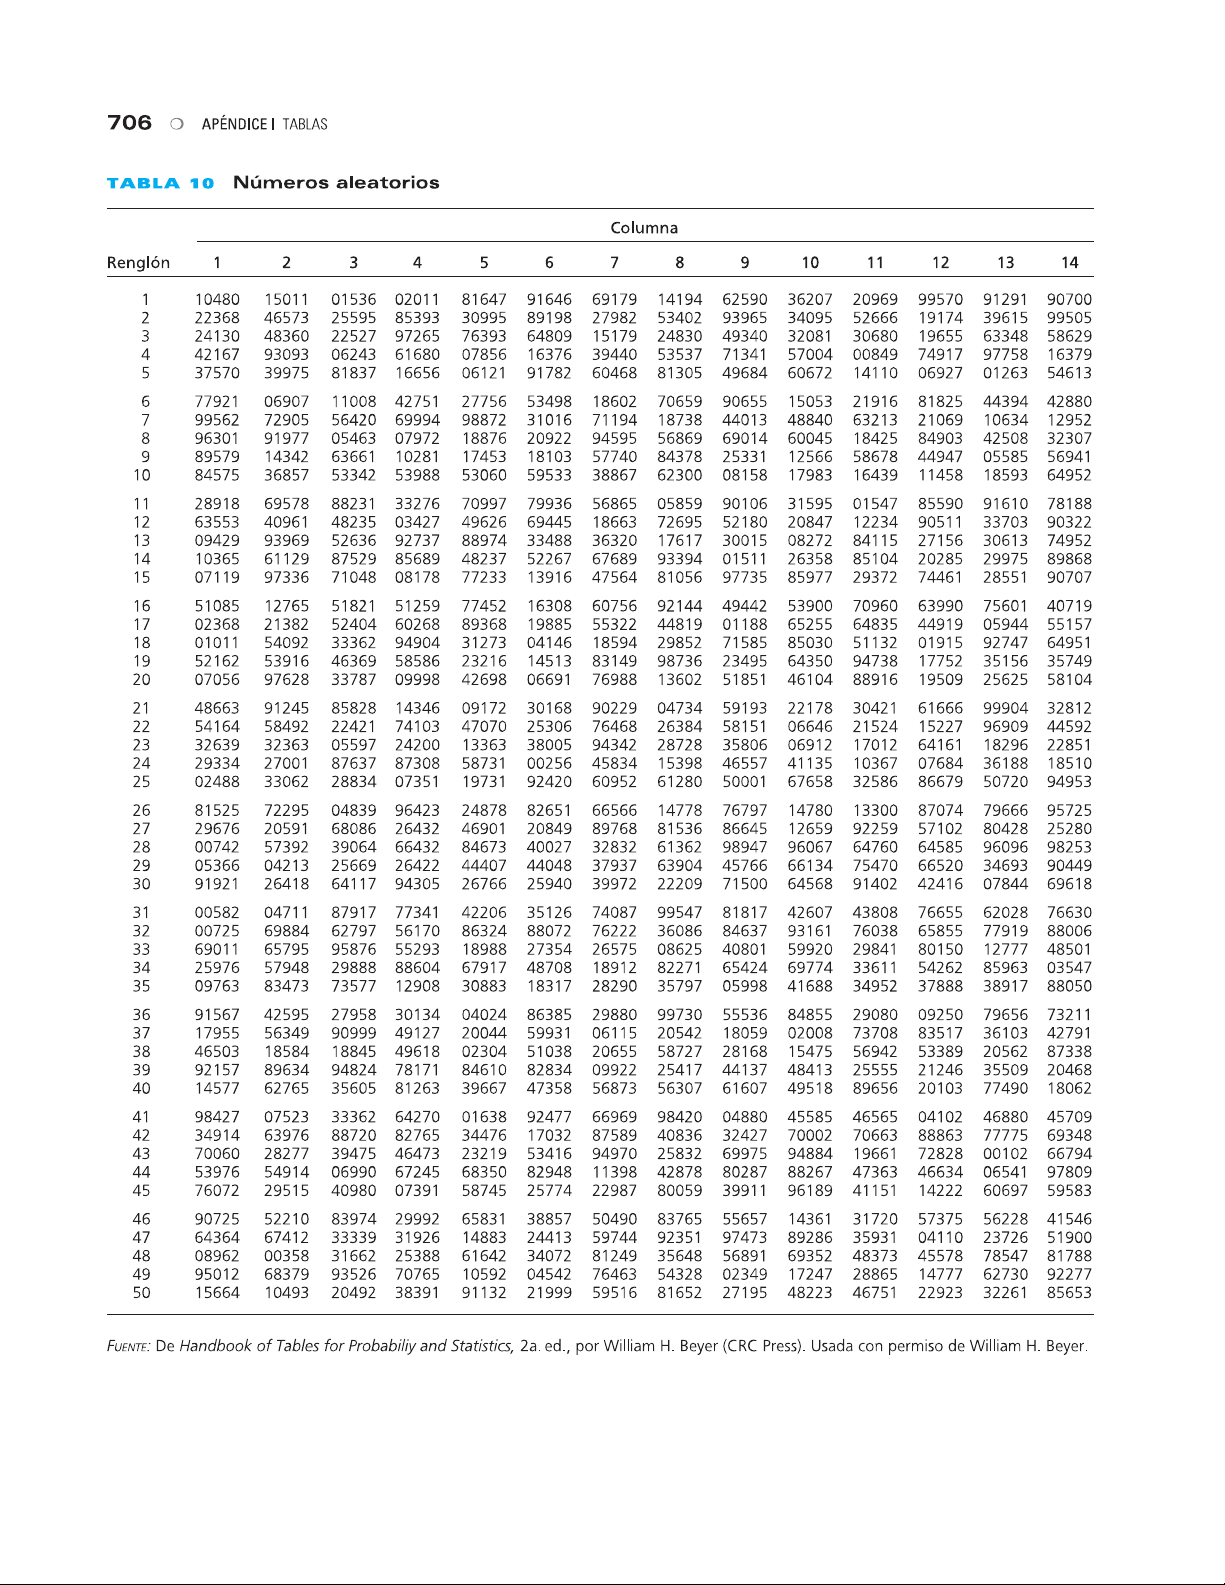 706 ❍ APÉNDICE I TABLAS
TABLA 10 Números aleatorios
Columna
Renglón 1 2 3 4 5 6 7 8 9 10 11 12 13 14
1 10480 15011 01536 02011 81647 91646 69179 14194 62590 36207 20969 99570 91291 90700
2 22368 46573 25595 85393 30995 89198 27982 53402 93965 34095 52666 19174 39615 99505
3 24130 48360 22527 97265 76393 64809 15179 24830 49340 32081 30680 19655 63348 58629
4 42167 93093 06243 61680 07856 16376 39440 53537 71341 57004 00849 74917 97758 16379
5 37570 39975 81837 16656 06121 91782 60468 81305 49684 60672 14110 06927 01263 54613
6 77921 06907 11008 42751 27756 53498 18602 70659 90655 15053 21916 81825 44394 42880
7 99562 72905 56420 69994 98872 31016 71194 18738 44013 48840 63213 21069 10634 12952
8 96301 91977 05463 07972 18876 20922 94595 56869 69014 60045 18425 84903 42508 32307
9 89579 14342 63661 10281 17453 18103 57740 84378 25331 12566 58678 44947 05585 56941
10 84575 36857 53342 53988 53060 59533 38867 62300 08158 17983 16439 11458 18593 64952
11 28918 69578 88231 33276 70997 79936 56865 05859 90106 31595 01547 85590 91610 78188
12 63553 40961 48235 03427 49626 69445 18663 72695 52180 20847 12234 90511 33703 90322
13 09429 93969 52636 92737 88974 33488 36320 17617 30015 08272 84115 27156 30613 74952
14 10365 61129 87529 85689 48237 52267 67689 93394 01511 26358 85104 20285 29975 89868
15 07119 97336 71048 08178 77233 13916 47564 81056 97735 85977 29372 74461 28551 90707
16 51085 12765 51821 51259 77452 16308 60756 92144 49442 53900 70960 63990 75601 40719
17 02368 21382 52404 60268 89368 19885 55322 44819 01188 65255 64835 44919 05944 55157
18 01011 54092 33362 94904 31273 04146 18594 29852 71585 85030 51132 01915 92747 64951
19 52162 53916 46369 58586 23216 14513 83149 98736 23495 64350 94738 17752 35156 35749
20 07056 97628 33787 09998 42698 06691 76988 13602 51851 46104 88916 19509 25625 58104
21 48663 91245 85828 14346 09172 30168 90229 04734 59193 22178 30421 61666 99904 32812
22 54164 58492 22421 74103 47070 25306 76468 26384 58151 06646 21524 15227 96909 44592
23 32639 32363 05597 24200 13363 38005 94342 28728 35806 06912 17012 64161 18296 22851
24 29334 27001 87637 87308 58731 00256 45834 15398 46557 41135 10367 07684 36188 18510
25 02488 33062 28834 07351 19731 92420 60952 61280 50001 67658 32586 86679 50720 94953
26 81525 72295 04839 96423 24878 82651 66566 14778 76797 14780 13300 87074 79666 95725
27 29676 20591 68086 26432 46901 20849 89768 81536 86645 12659 92259 57102 80428 25280
28 00742 57392 39064 66432 84673 40027 32832 61362 98947 96067 64760 64585 96096 98253
29 05366 04213 25669 26422 44407 44048 37937 63904 45766 66134 75470 66520 34693 90449
30 91921 26418 64117 94305 26766 25940 39972 22209 71500 64568 91402 42416 07844 69618
31 00582 04711 87917 77341 42206 35126 74087 99547 81817 42607 43808 76655 62028 76630
32 00725 69884 62797 56170 86324 88072 76222 36086 84637 93161 76038 65855 77919 88006
33 69011 65795 95876 55293 18988 27354 26575 08625 40801 59920 29841 80150 12777 48501
34 25976 57948 29888 88604 67917 48708 18912 82271 65424 69774 33611 54262 85963 03547
35 09763 83473 73577 12908 30883 18317 28290 35797 05998 41688 34952 37888 38917 88050
36 91567 42595 27958 30134 04024 86385 29880 99730 55536 84855 29080 09250 79656 73211
37 17955 56349 90999 49127 20044 59931 06115 20542 18059 02008 73708 83517 36103 42791
38 46503 18584 18845 49618 02304 51038 20655 58727 28168 15475 56942 53389 20562 87338
39 92157 89634 94824 78171 84610 82834 09922 25417 44137 48413 25555 21246 35509 20468
40 14577 62765 35605 81263 39667 47358 56873 56307 61607 49518 89656 20103 77490 18062
41 98427 07523 33362 64270 01638 92477 66969 98420 04880 45585 46565 04102 46880 45709
42 34914 63976 88720 82765 34476 17032 87589 40836 32427 70002 70663 88863 77775 69348
43 70060 28277 39475 46473 23219 53416 94970 25832 69975 94884 19661 72828 00102 66794
44 53976 54914 06990 67245 68350 82948 11398 42878 80287 88267 47363 46634 06541 97809
45 76072 29515 40980 07391 58745 25774 22987 80059 39911 96189 41151 14222 60697 59583
46 90725 52210 83974 29992 65831 38857 50490 83765 55657 14361 31720 57375 56228 41546
47 64364 67412 33339 31926 14883 24413 59744 92351 97473 89286 35931 04110 23726 51900
48 08962 00358 31662 25388 61642 34072 81249 35648 56891 69352 48373 45578 78547 81788
49 95012 68379 93526 70765 10592 04542 76463 54328 02349 17247 28865 14777 62730 92277
50 15664 10493 20492 38391 91132 21999 59516 81652 27195 48223 46751 22923 32261 85653
FUENTE: De Handbook of Tables for Probabiliy and Statistics, 2a. ed., por William H. Beyer (CRC Press). Usada con permiso de William H. Beyer.